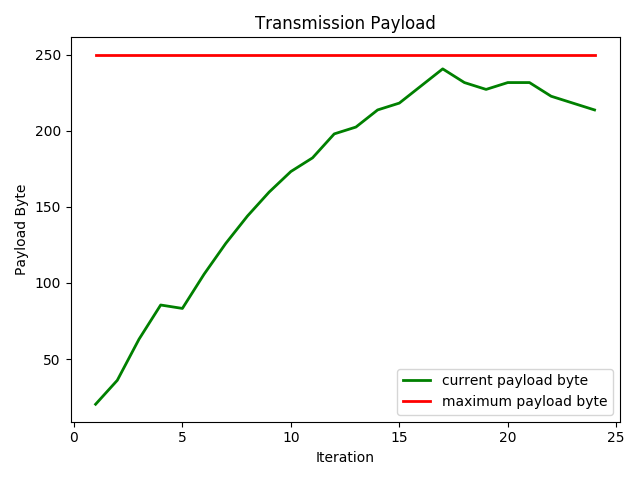 Transmission Payload
250
200
150
100
50
Payload Byte
0
5
10
15
20
25
Iteration
current payload byte
maximum payload byte